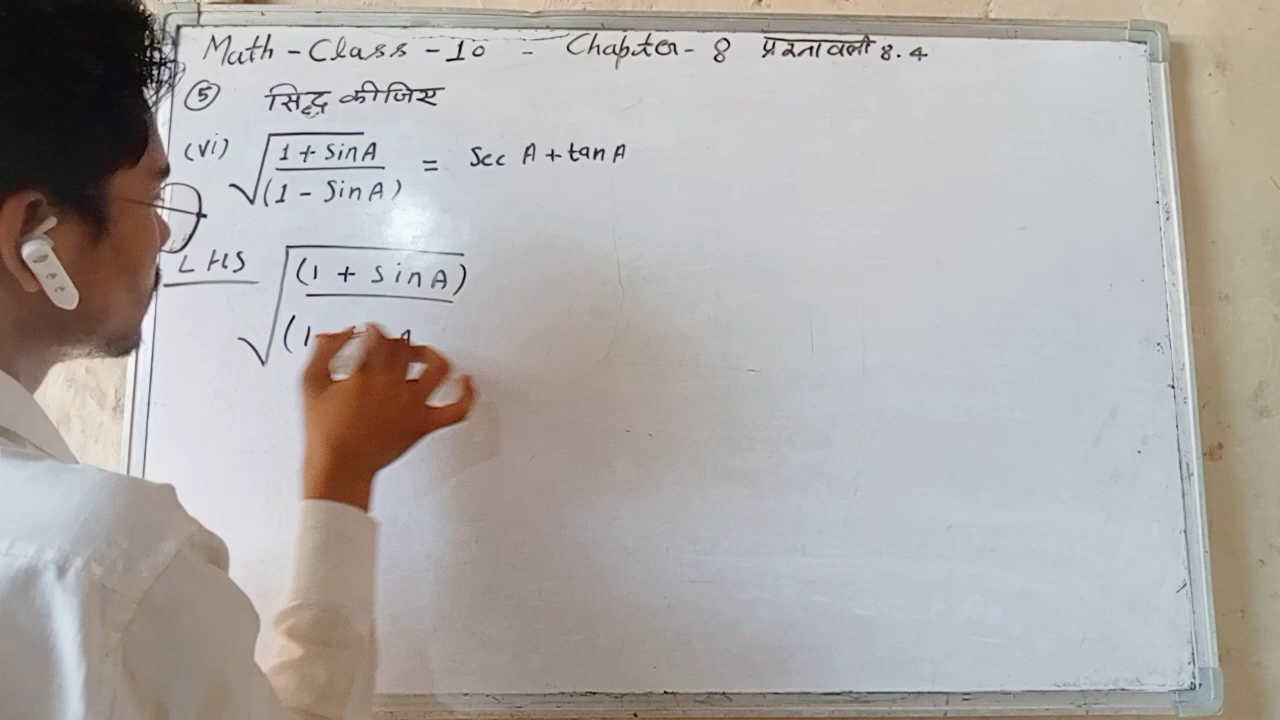 Math - Class - 10 - Chapter - 8 प्रश्नावली 8.4
⑤ सिद्ध कीजिए
(vi) √((1 + sinA)/(1 - sinA)) = Sec A + tan A
LHS √((1 + sinA)/(1